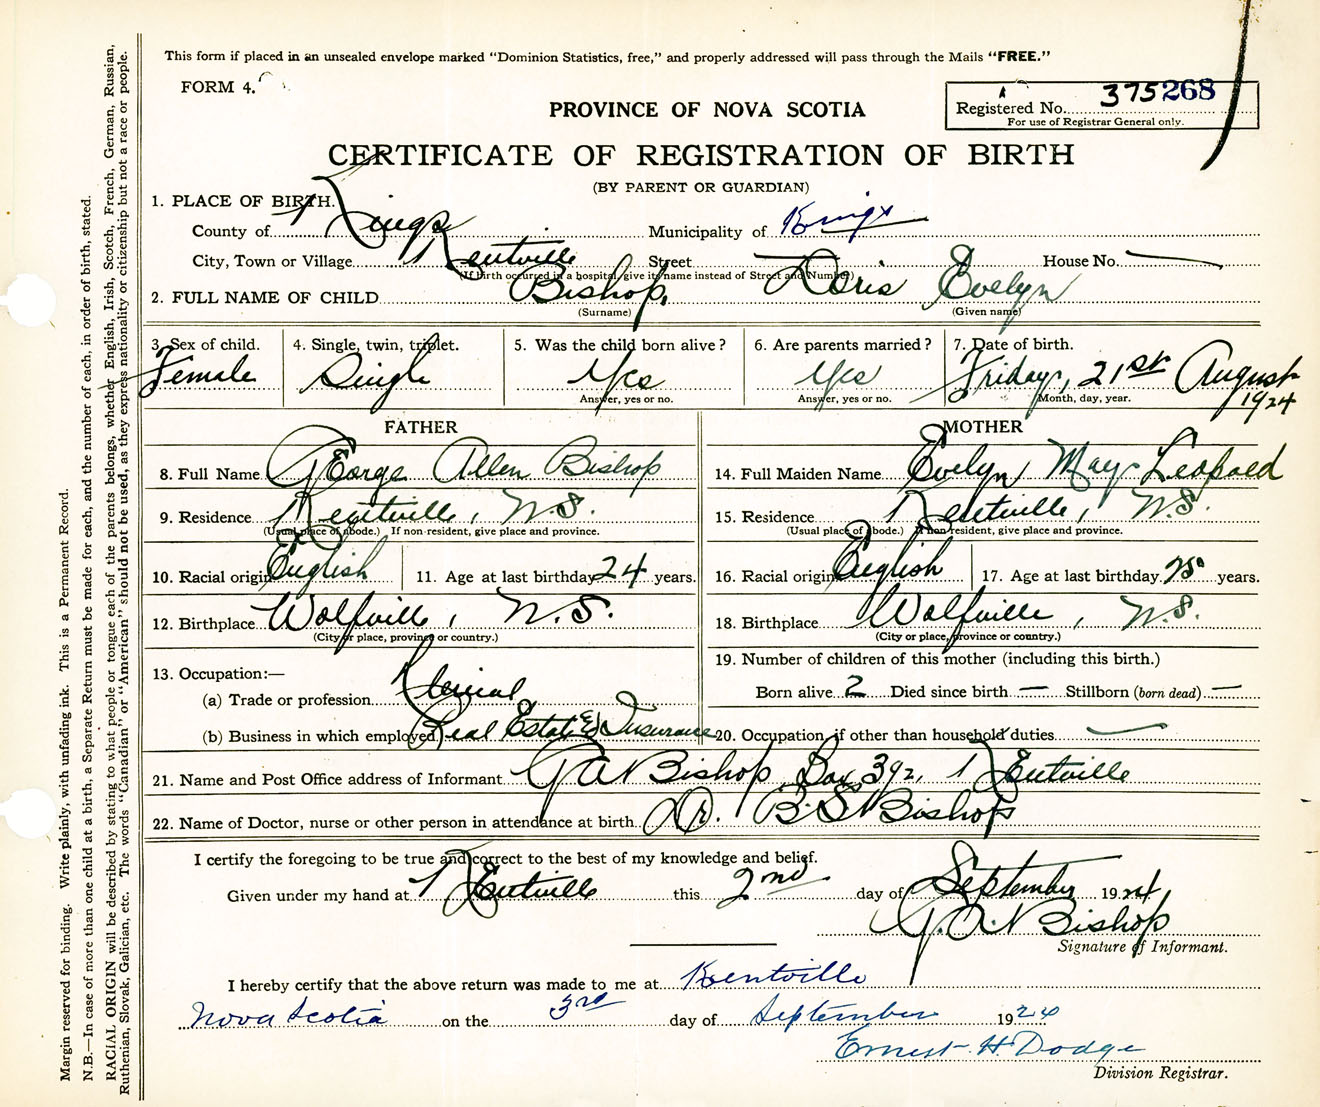 This form if placed in an unsealed envelope marked "Dominion Statistics, free," and properly addressed will pass through the Mails "FREE."
FORM 4.
Registered No. 375268
For use of Registrar General only.
PROVINCE OF NOVA SCOTIA
CERTIFICATE OF REGISTRATION OF BIRTH
(BY PARENT OR GUARDIAN)
1. PLACE OF BIRTH.
County of Kings Municipality of Kings
City, Town or Village Kentville Street — House No. —
(If birth occurred in a hospital, give its name instead of Street and Number)
2. FULL NAME OF CHILD Bishop, Doris Evelyn
(Surname) (Given name)
3. Sex of child. 4. Single, twin, triplet. 5. Was the child born alive? 6. Are parents married? 7. Date of birth.
Female Single Yes Yes Friday, 21st August
Answer, yes or no. Answer, yes or no. Month, day, year. 1924
FATHER MOTHER
8. Full Name George Allen Bishop 14. Full Maiden Name Evelyn May Leopold
9. Residence Kentville, N.S. 15. Residence Kentville, N.S.
(Usual place of abode.) If non-resident, give place and province. (Usual place of abode.) If non-resident, give place and province.
10. Racial origin English 11. Age at last birthday 24 years. 16. Racial origin English 17. Age at last birthday years.
12. Birthplace Wolfville, N.S. 18. Birthplace Wolfville, N.S.
(City or place, province or country.) (City or place, province or country.)
13. Occupation:— 19. Number of children of this mother (including this birth.)
(a) Trade or profession Clerical Born alive 2 Died since birth — Stillborn (born dead) —
(b) Business in which employed Real Estate & Insurance 20. Occupation, if other than household duties —
21. Name and Post Office address of Informant G A Bishop Box 392, Kentville
22. Name of Doctor, nurse or other person in attendance at birth. Dr. B. S. Bishop
I certify the foregoing to be true and correct to the best of my knowledge and belief.
Given under my hand at Kentville this 2nd day of September 1924
G. A. Bishop
Signature of Informant.
I hereby certify that the above return was made to me at Kentville
Nova Scotia on the 3rd day of September 1924
Ernest H. Dodge
Division Registrar.
Margin reserved for binding. Write plainly, with unfading ink. This is a Permanent Record.
N.B.—In case of more than one child at a birth, a Separate Return must be made for each, and the number of each, in order of birth, stated.
RACIAL ORIGIN will be described by stating to what people or tongue each of the parents belongs, whether English, Irish, Scotch, French, German, Russian,
Ruthenian, Slovak, Galician, etc. The words "Canadian" or "American" should not be used, as they express nationality or citizenship but not a race or people.